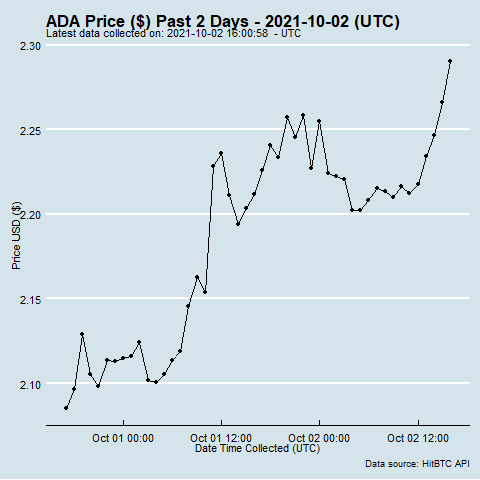 ADA Price ($) Past 2 Days - 2021-10-02 (UTC)
Latest data collected on: 2021-10-02 16:00:58  - UTC
2.30
2.25
2.20
2.15
2.10
Price USD ($)
Oct 01 00:00 Oct 01 12:00 Oct 02 00:00 Oct 02 12:00
Date Time Collected (UTC)
Data source: HitBTC API